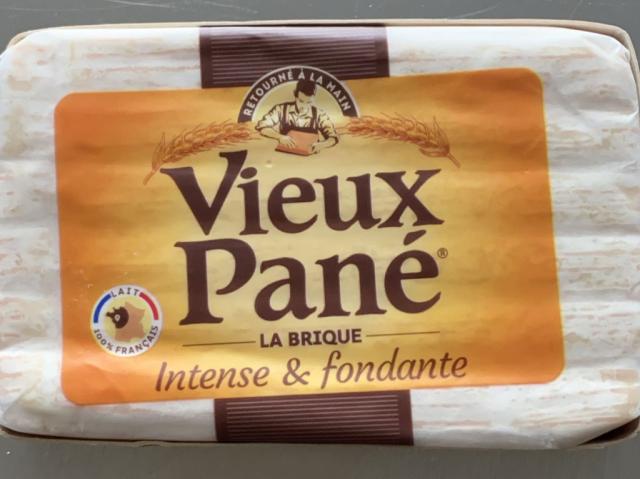 RETOURNÉ À LA MAIN
Vieux
Pané®
LAIT
100% FRANÇAIS
LA BRIQUE
Intense & fondante